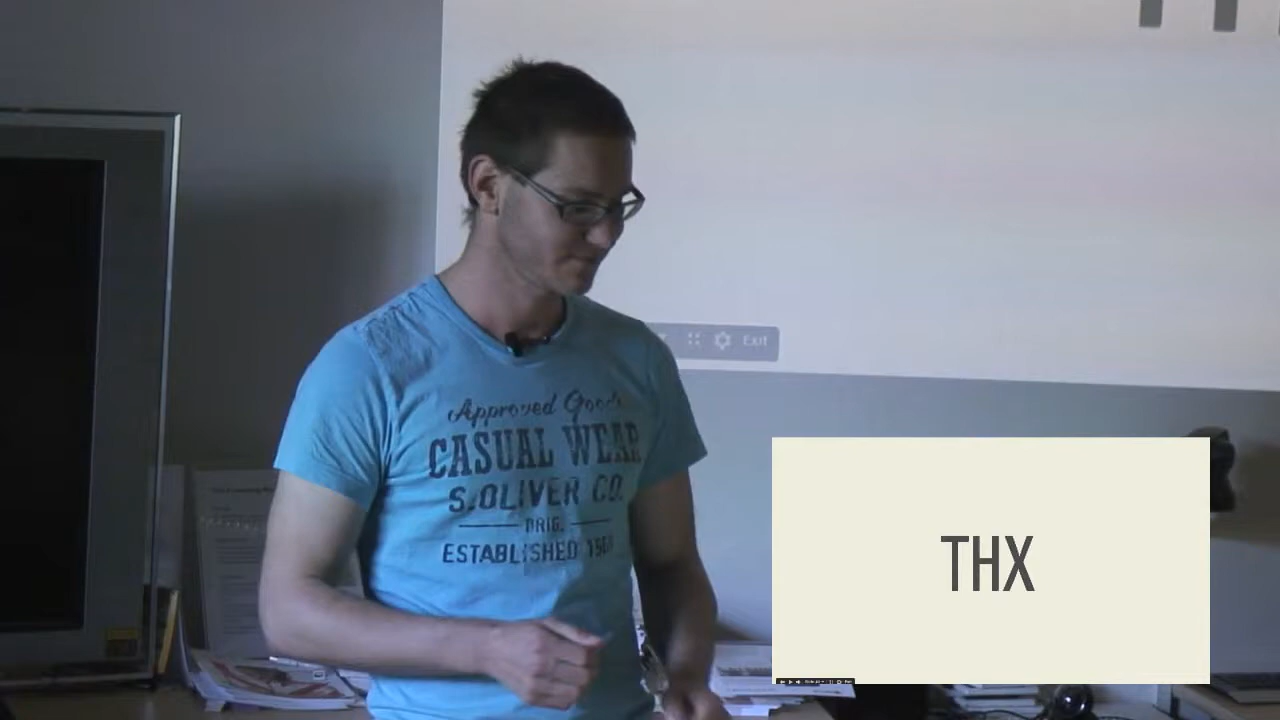 Exit
Approved Goods
CASUAL WEAR
S.OLIVER CO.
ORIG.
ESTABLISHED
THX